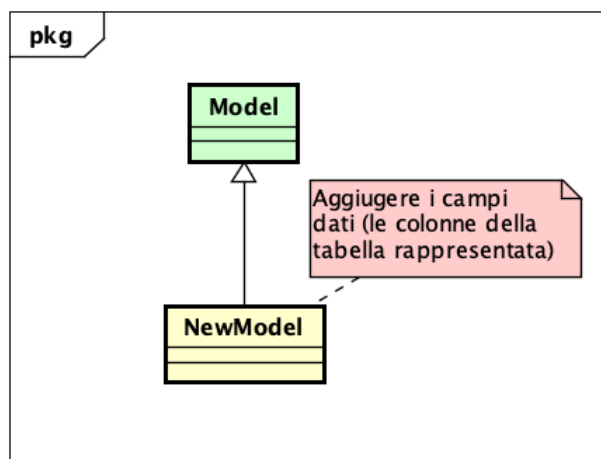 pkg
Model
Aggiugere i campi
dati (le colonne della
tabella rappresentata)
NewModel